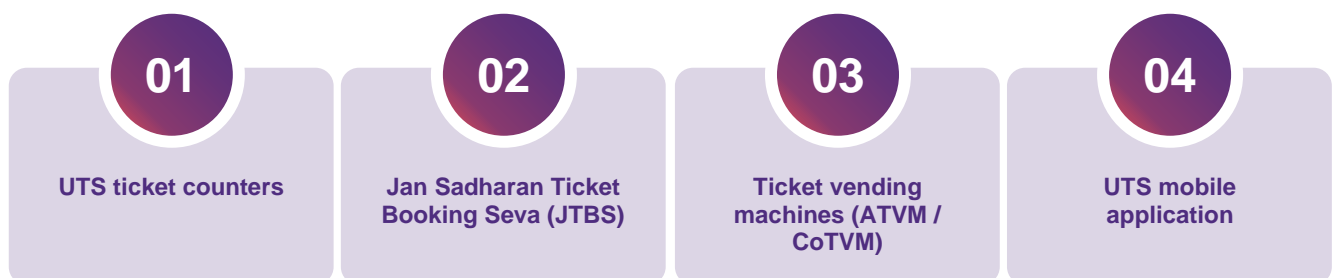 01
UTS ticket counters
02
Jan Sadharan Ticket
Booking Seva (JTBS)
03
Ticket vending
machines (ATVM /
CoTVM)
04
UTS mobile
application